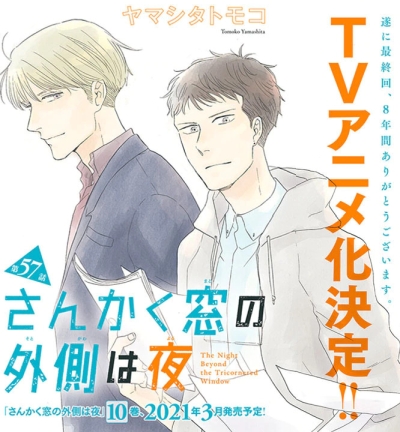 ヤマシタトモコ
Tomoko Yamashita
遂に最終回、8年間ありがとうございます。
TVアニメ化決定!!
第57話
さんかく窓の
外側は夜
The Night
Beyond
the Tricornered
Window
「さんかく窓の外側は夜」10巻、2021年3月発売予定!